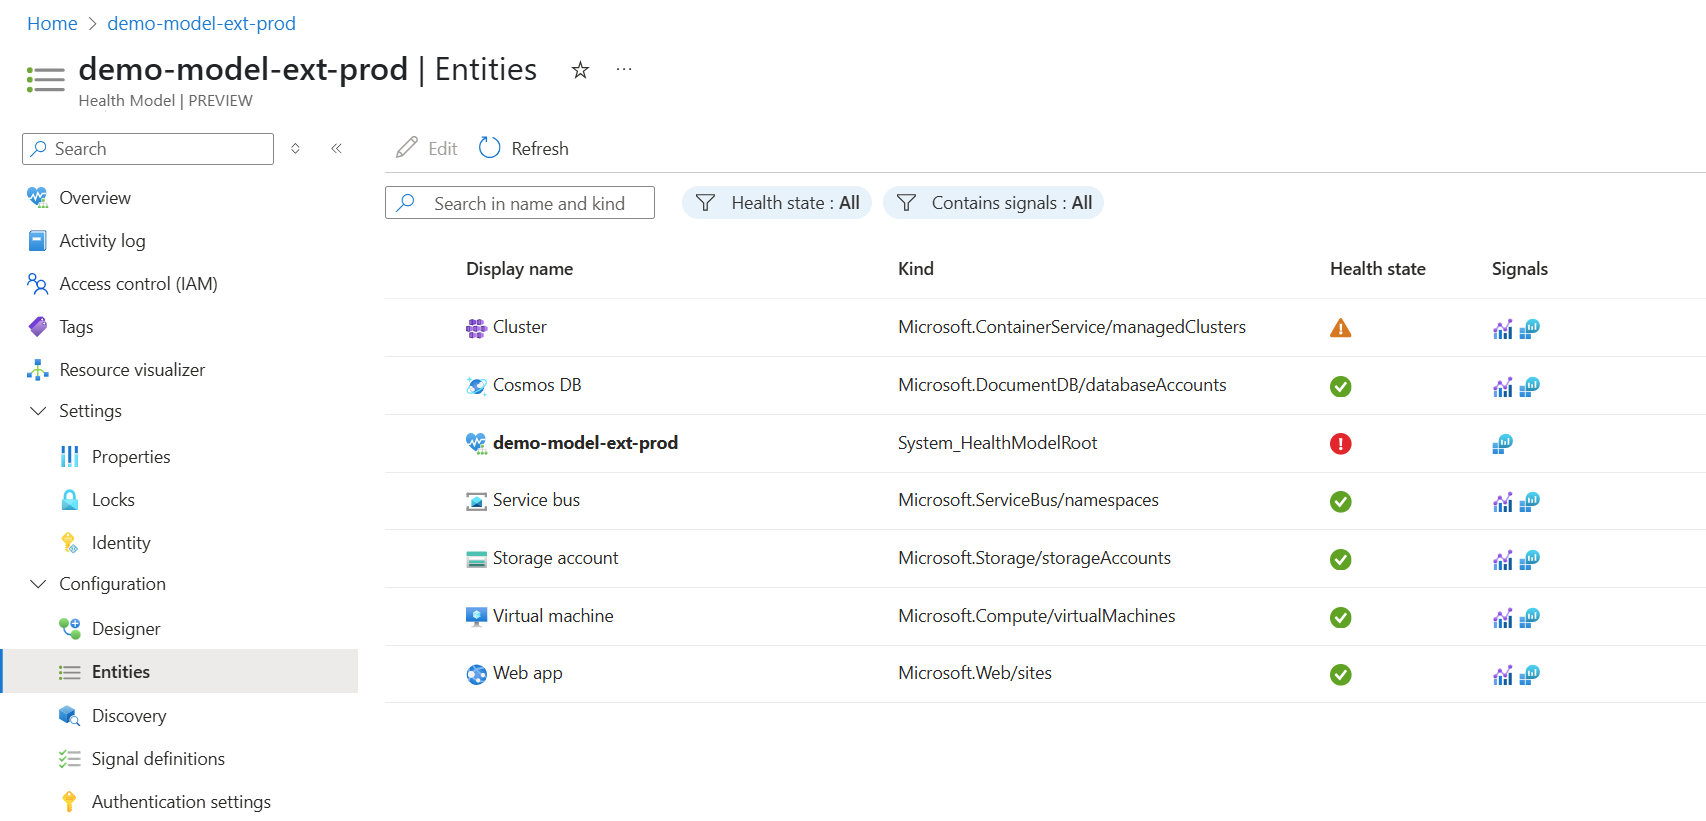 Home > demo-model-ext-prod
demo-model-ext-prod | Entities
Health Model | PREVIEW
Search
Overview
Activity log
Access control (IAM)
Tags
Resource visualizer
Settings
Properties
Locks
Identity
Configuration
Designer
Entities
Discovery
Signal definitions
Authentication settings
Edit Refresh
Search in name and kind Health state : All Contains signals : All
Display name Kind Health state Signals
Cluster Microsoft.ContainerService/managedClusters
Cosmos DB Microsoft.DocumentDB/databaseAccounts
demo-model-ext-prod System_HealthModelRoot
Service bus Microsoft.ServiceBus/namespaces
Storage account Microsoft.Storage/storageAccounts
Virtual machine Microsoft.Compute/virtualMachines
Web app Microsoft.Web/sites